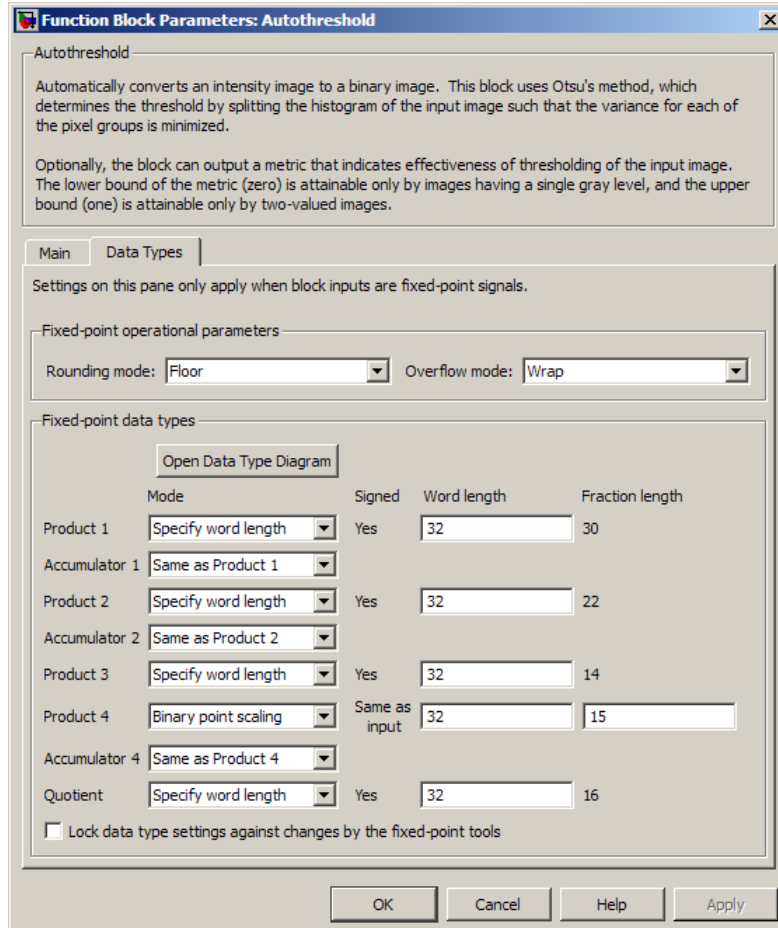 Function Block Parameters: Autothreshold
Autothreshold
Automatically converts an intensity image to a binary image.  This block uses Otsu's method, which
determines the threshold by splitting the histogram of the input image such that the variance for each of
the pixel groups is minimized.
Optionally, the block can output a metric that indicates effectiveness of thresholding of the input image.
The lower bound of the metric (zero) is attainable only by images having a single gray level, and the upper
bound (one) is attainable only by two-valued images.
Main Data Types
Settings on this pane only apply when block inputs are fixed-point signals.
Fixed-point operational parameters
Rounding mode: Floor Overflow mode: Wrap
Fixed-point data types
Open Data Type Diagram
Mode Signed Word length Fraction length
Product 1 Specify word length Yes 32 30
Accumulator 1 Same as Product 1
Product 2 Specify word length Yes 32 22
Accumulator 2 Same as Product 2
Product 3 Specify word length Yes 32 14
Product 4 Binary point scaling Same as input 32 15
Accumulator 4 Same as Product 4
Quotient Specify word length Yes 32 16
Lock data type settings against changes by the fixed-point tools
OK Cancel Help Apply